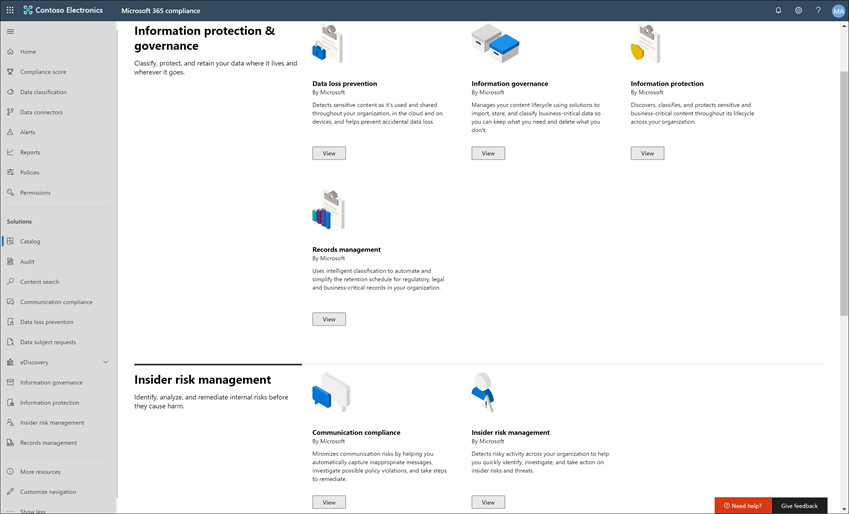 Contoso Electronics
Microsoft 365 compliance
?
MA
Home
Compliance score
Data classification
Data connectors
Alerts
Reports
Policies
Permissions
Solutions
Catalog
Audit
Content search
Communication compliance
Data loss prevention
Data subject requests
eDiscovery
Information governance
Information protection
Insider risk management
Records management
More resources
Customize navigation
Show less
Information protection &
governance
Classify, protect, and retain your data where it lives and
wherever it goes.
Data loss prevention
By Microsoft
Detects sensitive content as it's used and shared
throughout your organization, in the cloud and on
devices, and helps prevent accidental data loss.
View
Information governance
By Microsoft
Manages your content lifecycle using solutions to
import, store, and classify business-critical data so
you can keep what you need and delete what you
don't.
View
Information protection
By Microsoft
Discovers, classifies, and protects sensitive and
business-critical content throughout its lifecycle
across your organization.
View
Records management
By Microsoft
Uses intelligent classification to automate and
simplify the retention schedule for regulatory, legal
and business-critical records in your organization.
View
Insider risk management
Identify, analyze, and remediate internal risks before
they cause harm.
Communication compliance
By Microsoft
Minimizes communication risks by helping you
automatically capture inappropriate messages,
investigate possible policy violations, and take steps
to remediate.
View
Insider risk management
By Microsoft
Detects risky activity across your organization to help
you quickly identify, investigate, and take action on
insider risks and threats.
View
Need help?
Give feedback